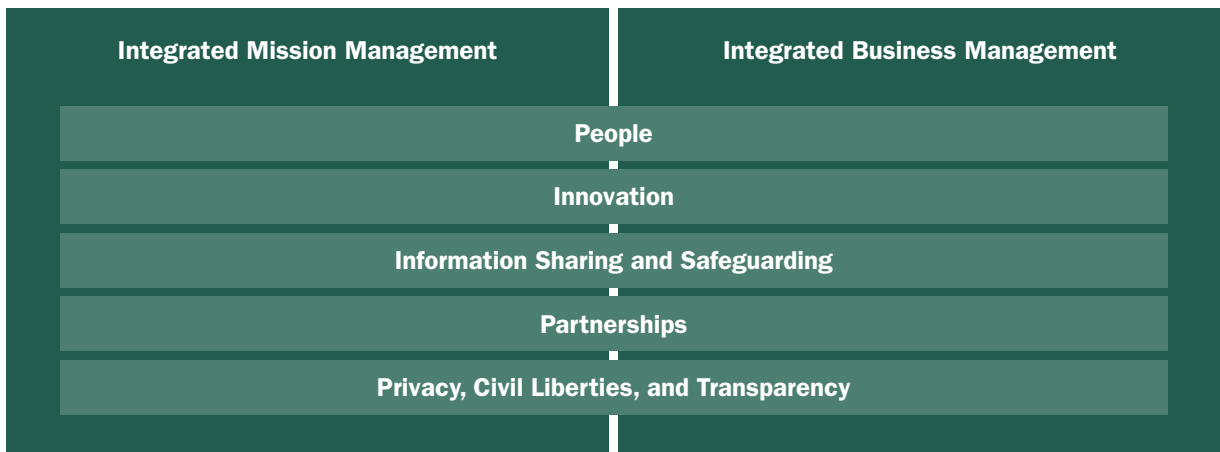 Integrated Mission Management
Integrated Business Management
People
Innovation
Information Sharing and Safeguarding
Partnerships
Privacy, Civil Liberties, and Transparency